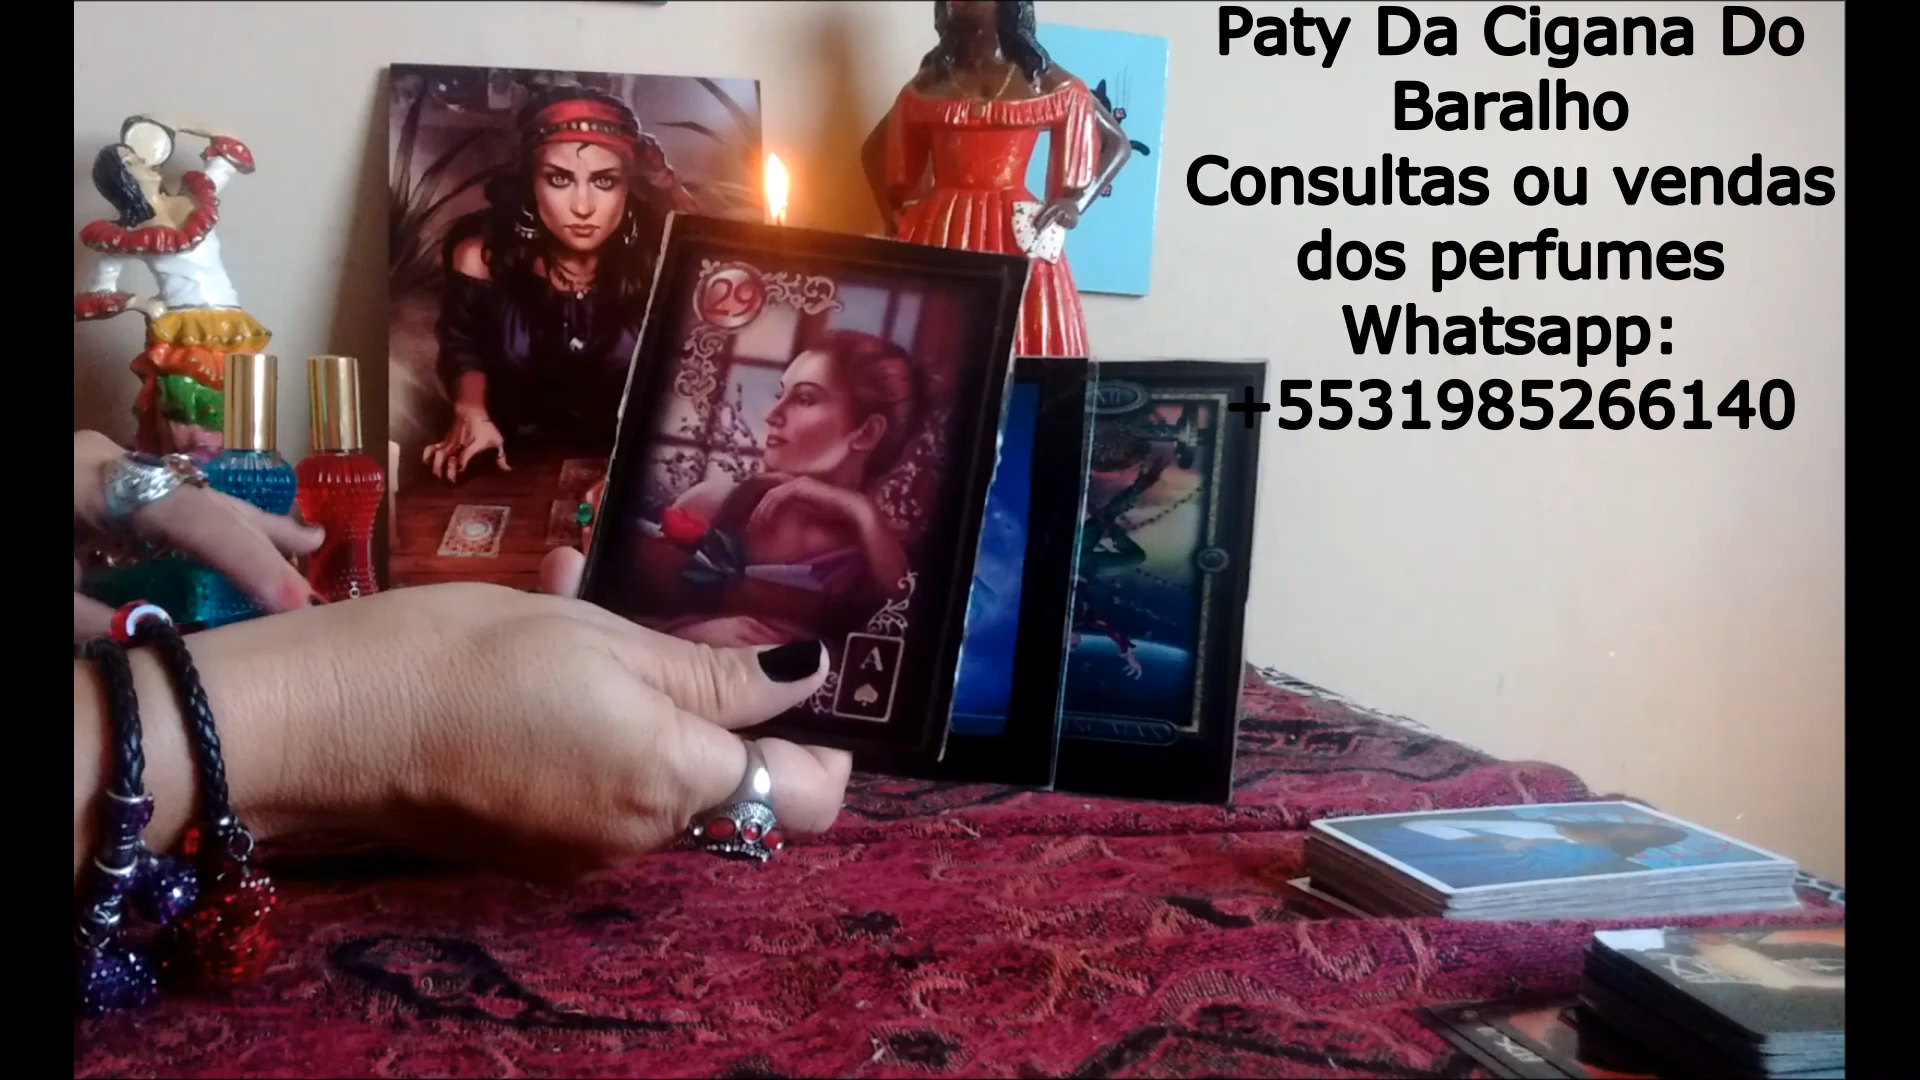 Paty Da Cigana Do
Baralho
Consultas ou vendas
dos perfumes
Whatsapp:
+5531985266140
29
A